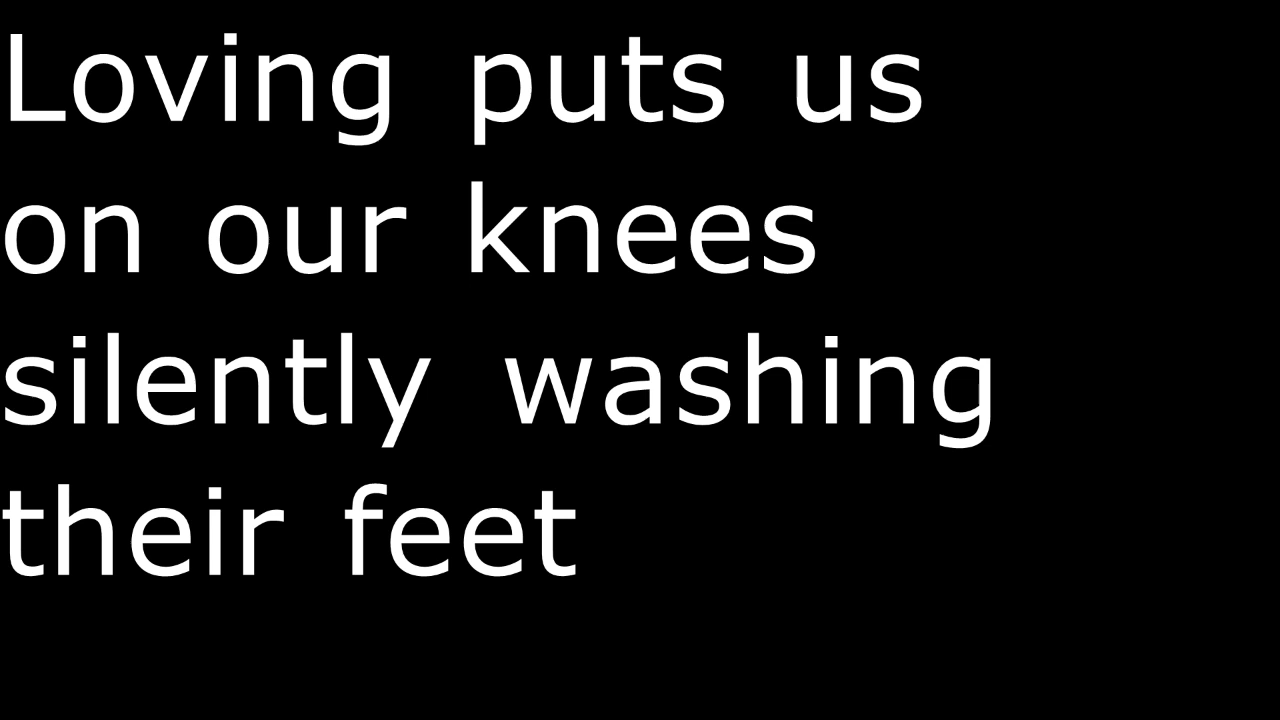 Loving puts us
on our knees
silently washing
their feet